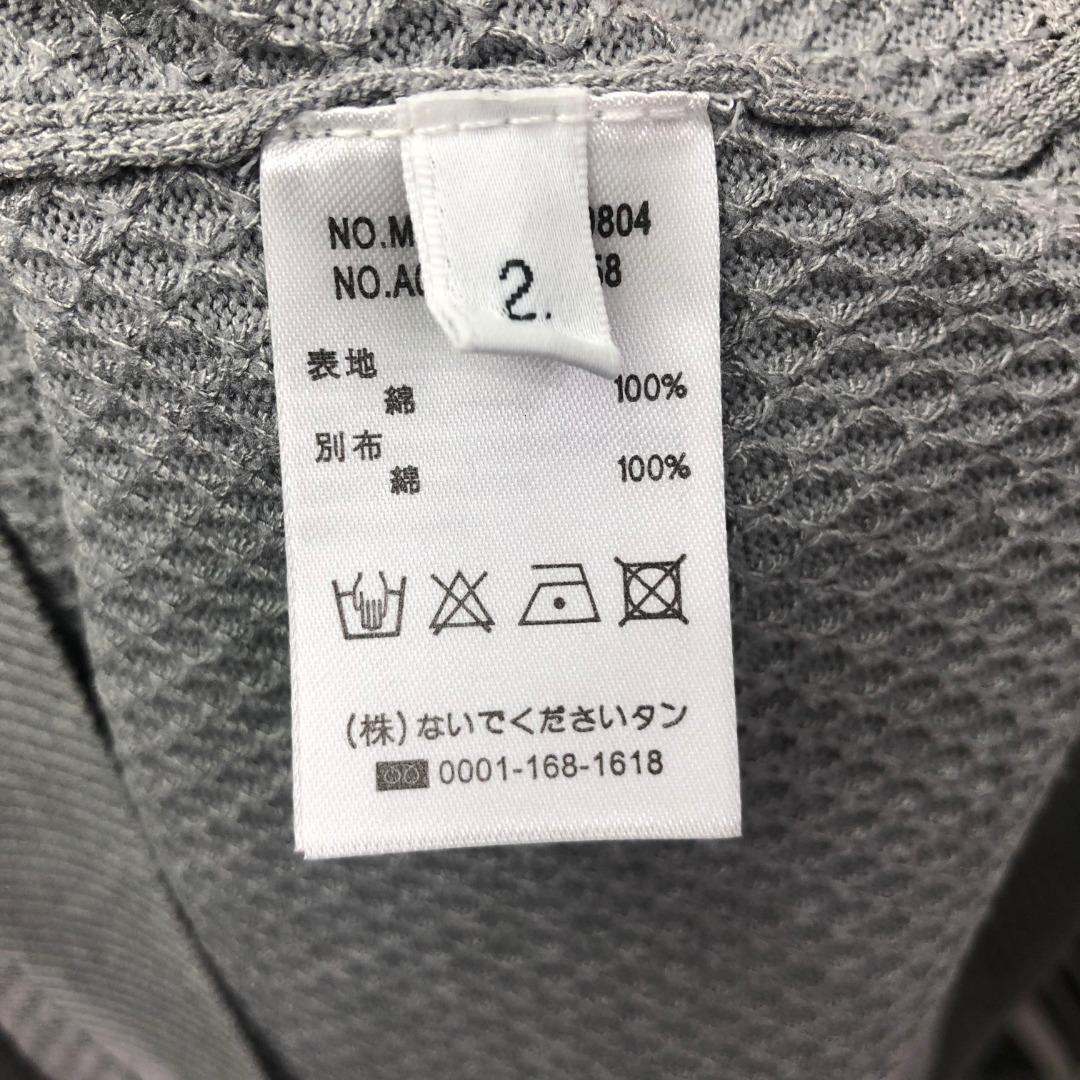 NO.M 9804
NO.A 58
2.
表地
綿 100%
別布
綿 100%
(株)ないでくださいタン
0001-168-1618